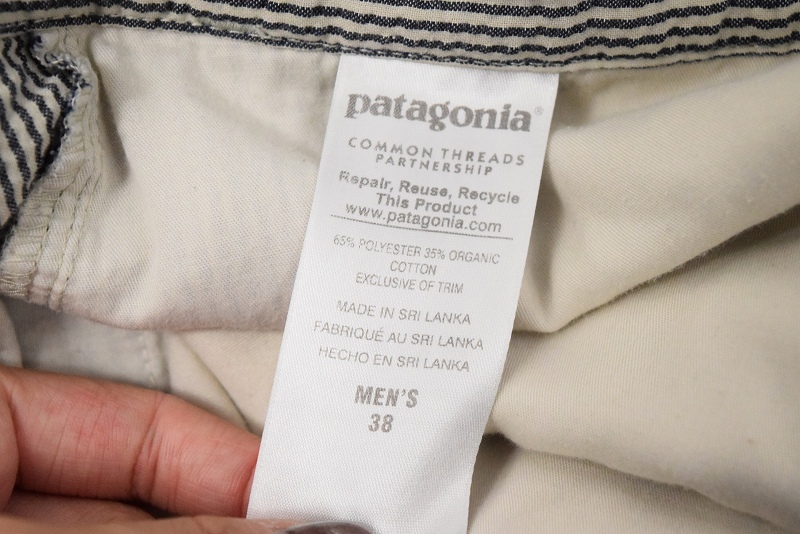 patagonia®
COMMON THREADS
PARTNERSHIP
Repair, Reuse, Recycle
This Product
www.patagonia.com
65% POLYESTER 35% ORGANIC
COTTON
EXCLUSIVE OF TRIM
MADE IN SRI LANKA
FABRIQUÉ AU SRI LANKA
HECHO EN SRI LANKA
MEN'S
38